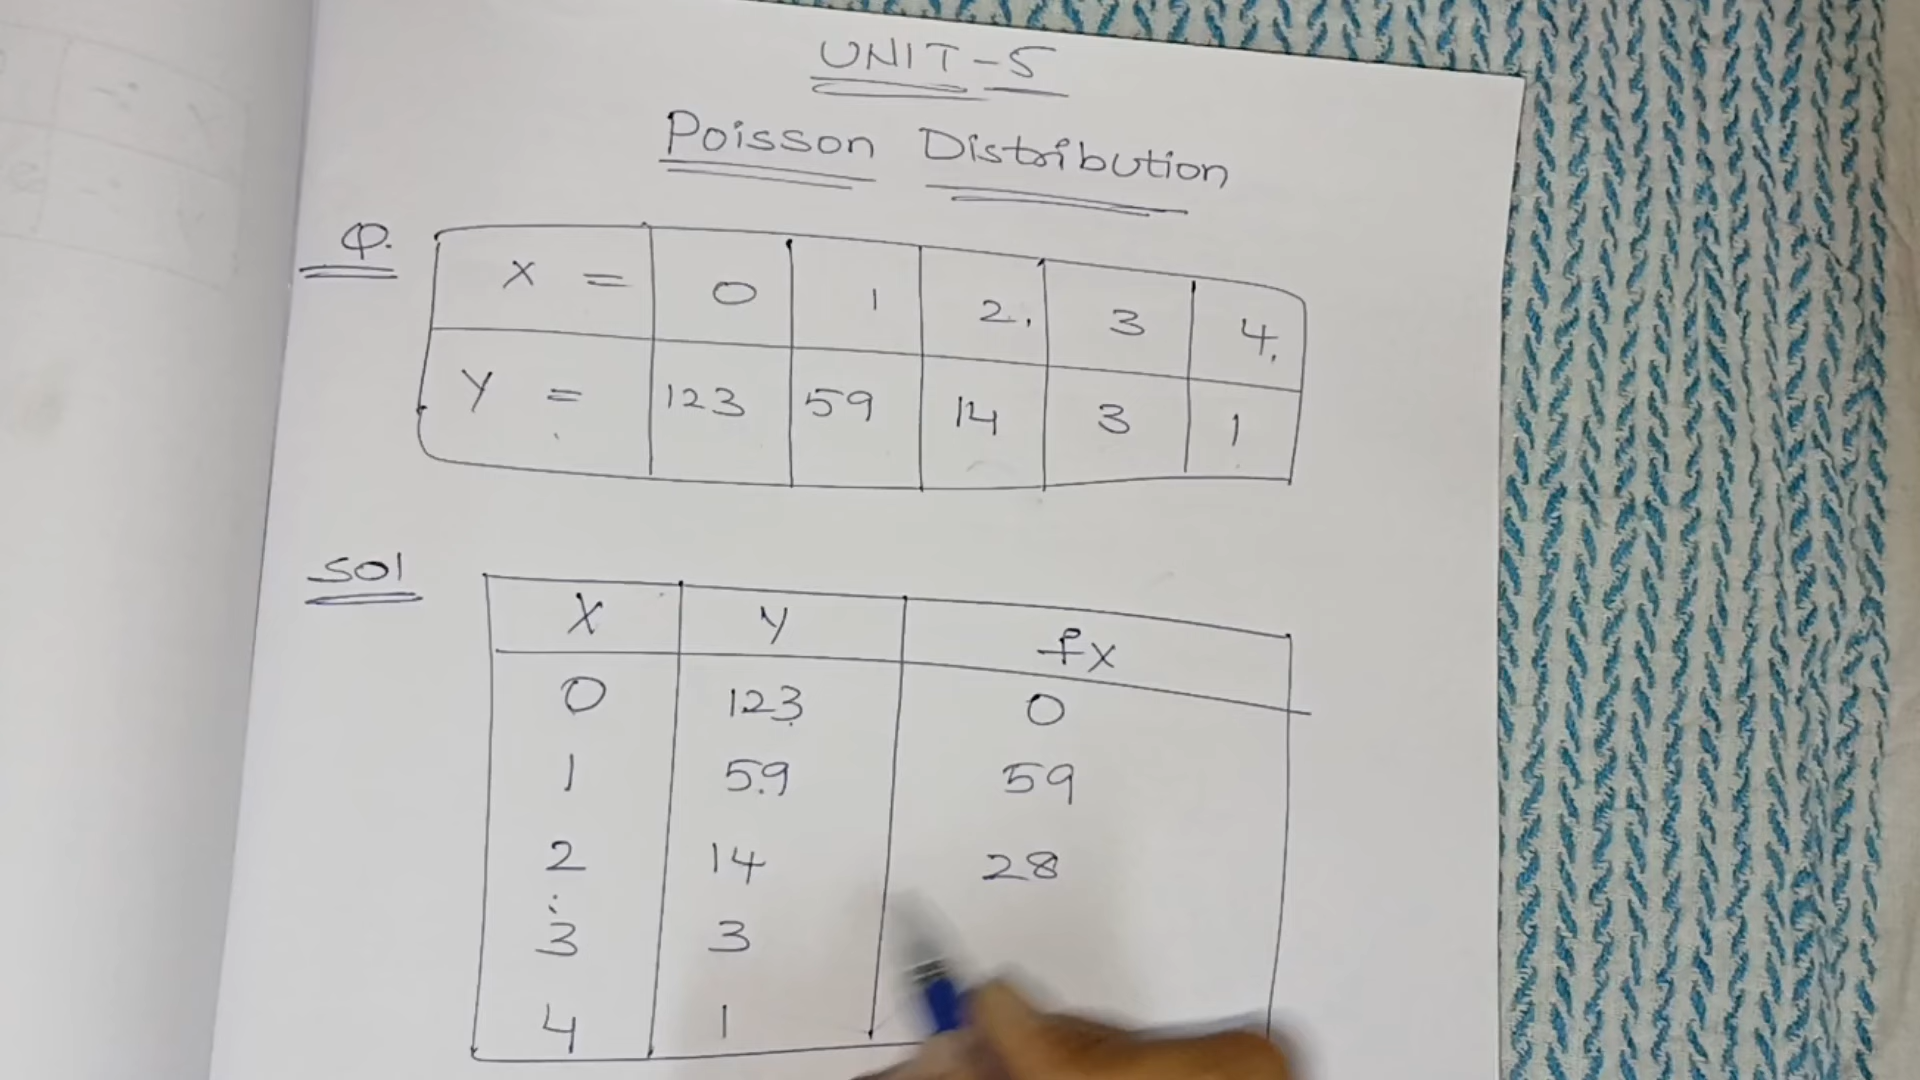 UNIT-5
Poisson Distribution
Q.
X = 0 1 2. 3 4.
Y = 123 59 14 3 1
Sol
X Y fx
0 123 0
1 59 59
2 14 28
3 3
4 1